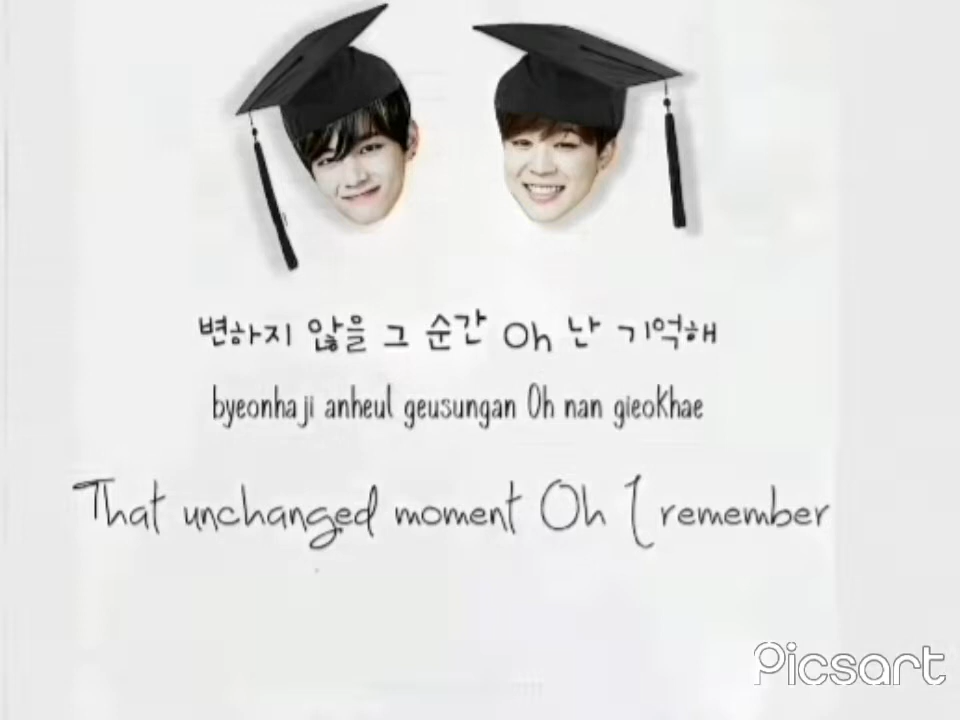 변하지 않을 그 순간 Oh 난 기억해
byeonhaji anheul geusungan Oh nan gieokhae
That unchanged moment Oh I remember
Picsart